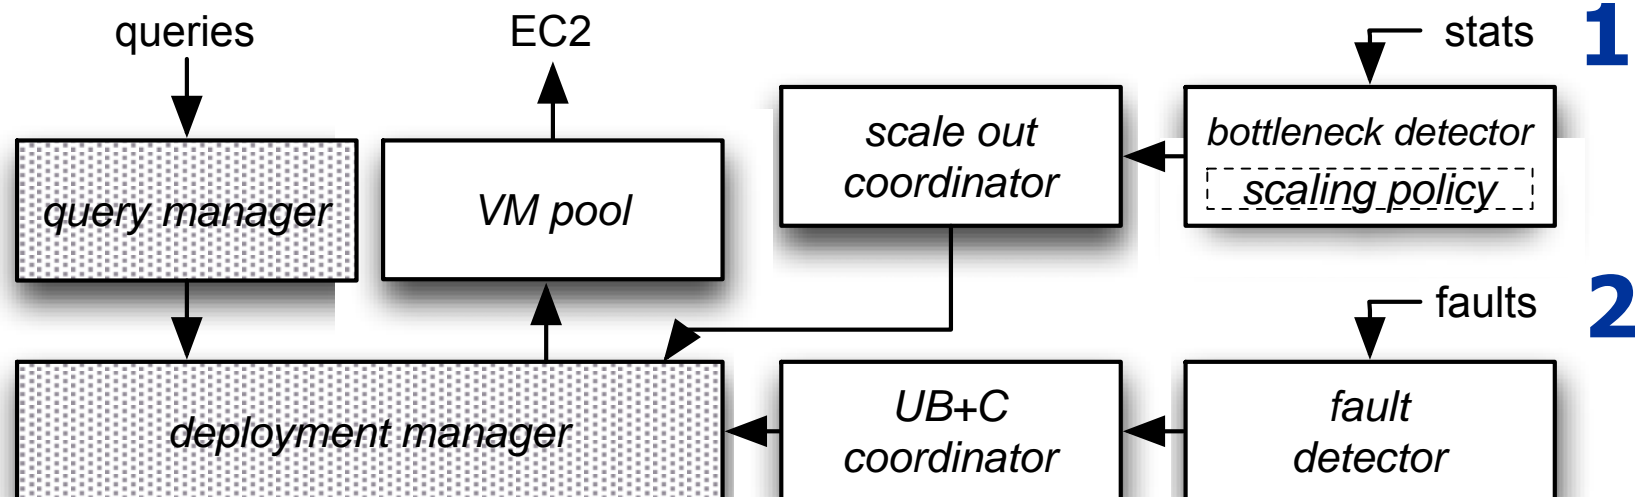 queries
EC2
stats
1
scale out
coordinator
bottleneck detector
scaling policy
query manager
VM pool
faults
2
deployment manager
UB+C
coordinator
fault
detector